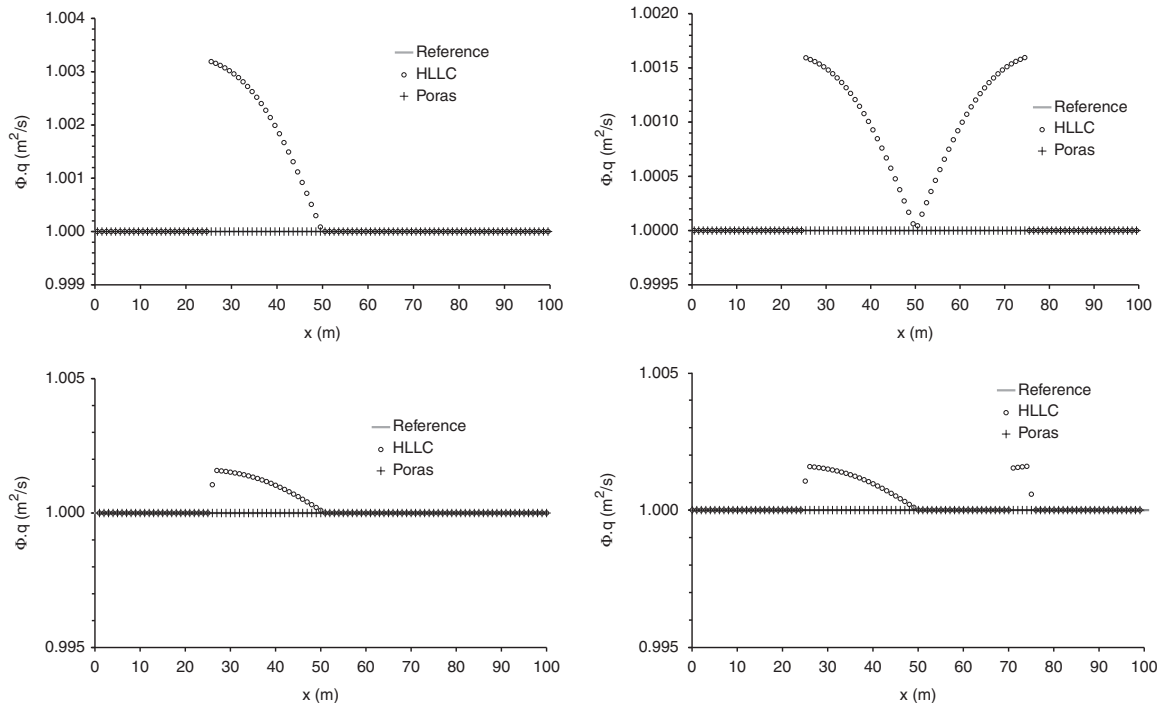 1.004
1.003
1.002
1.001
1.000
0.999
Φ.q (m²/s)
0 10 20 30 40 50 60 70 80 90 100
x (m)
Reference
HLLC
Poras
1.0020
1.0015
1.0010
1.0005
1.0000
0.9995
Φ.q (m²/s)
0 10 20 30 40 50 60 70 80 90 100
x (m)
Reference
HLLC
Poras
1.005
1.000
0.995
Φ.q (m²/s)
0 10 20 30 40 50 60 70 80 90 100
x (m)
Reference
HLLC
Poras
1.005
1.000
0.995
Φ.q (m²/s)
0 10 20 30 40 50 60 70 80 90 100
x (m)
Reference
HLLC
Poras